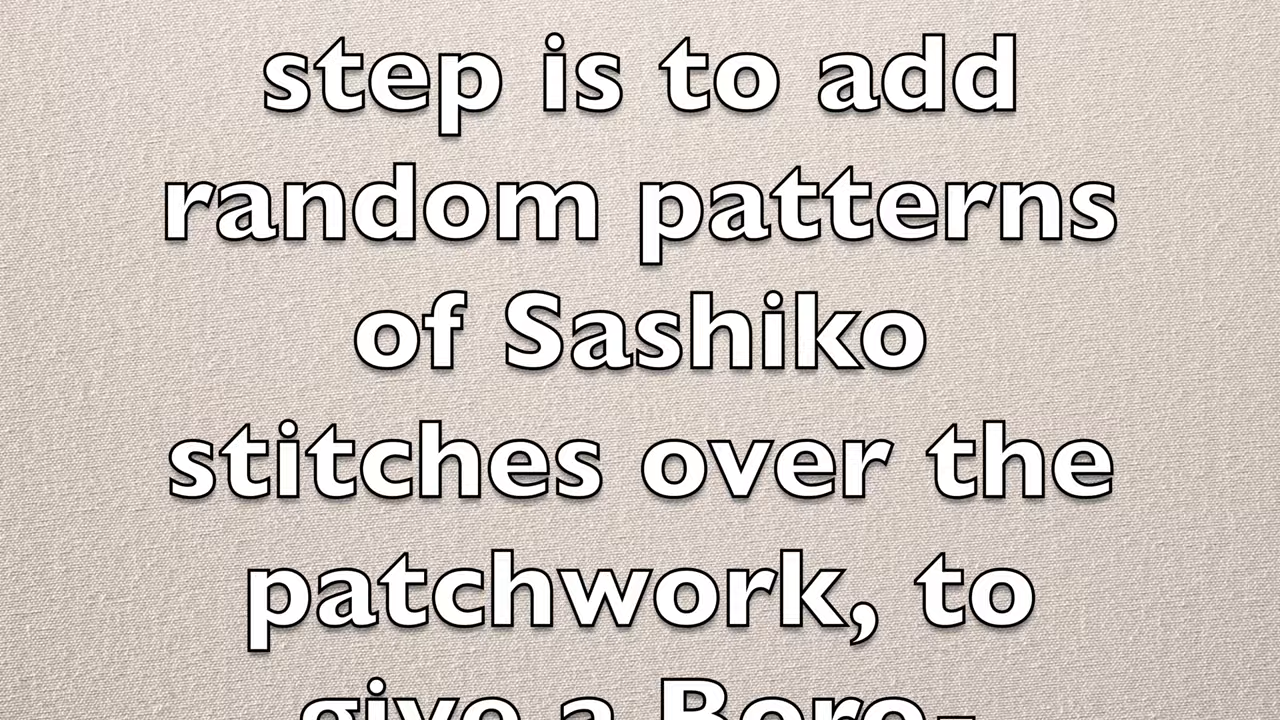 step is to add
random patterns
of Sashiko
stitches over the
patchwork, to
give a Boro-